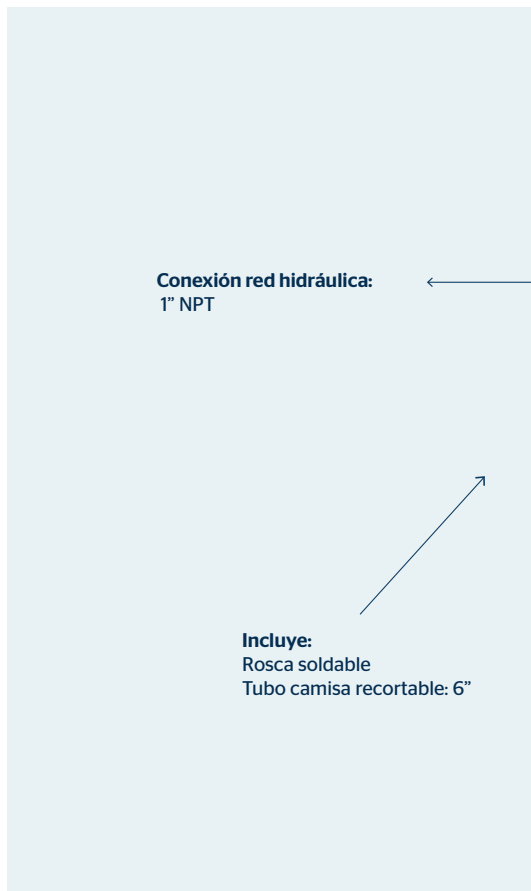 Conexión red hidráulica:
1” NPT
Incluye:
Rosca soldable
Tubo camisa recortable: 6”